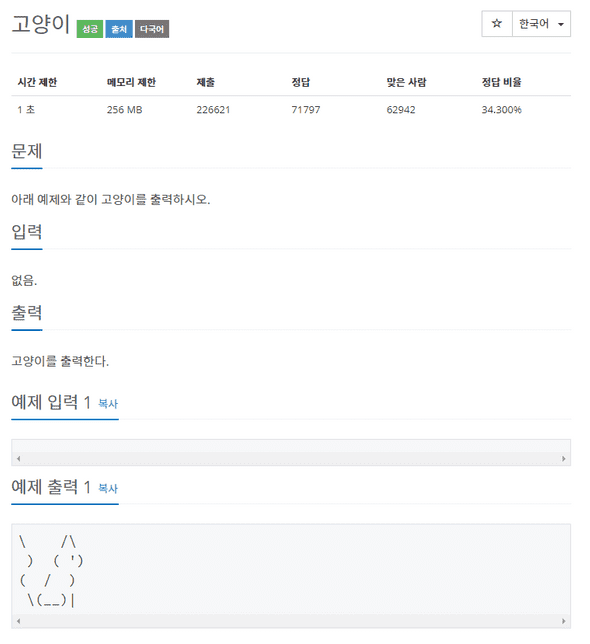 고양이 성공 출처 다국어 ☆ 한국어
시간 제한 메모리 제한 제출 정답 맞은 사람 정답 비율
1 초 256 MB 226621 71797 62942 34.300%
문제
아래 예제와 같이 고양이를 출력하시오.
입력
없음.
출력
고양이를 출력한다.
예제 입력 1 복사
예제 출력 1 복사
\    /\
 )  ( ')
(  /  )
 \(__)|